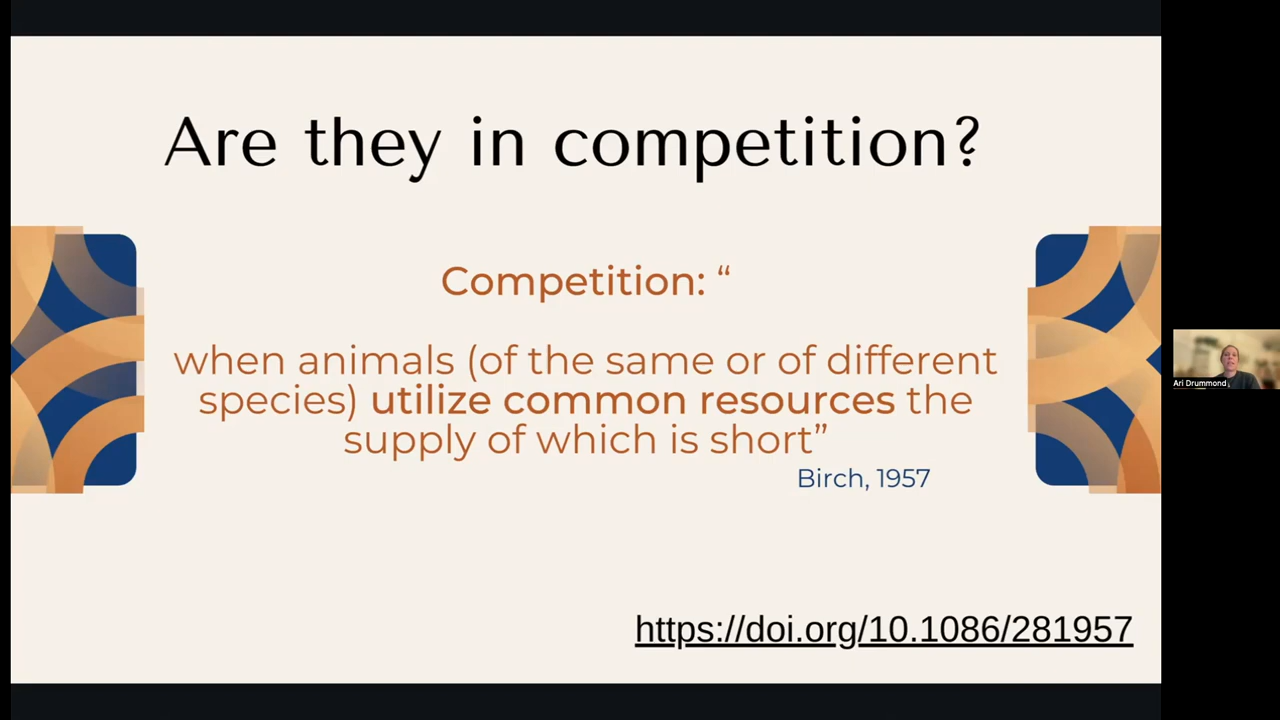 Are they in competition?
Competition: “
when animals (of the same or of different
species) utilize common resources the
supply of which is short”
Birch, 1957
https://doi.org/10.1086/281957
Ari Drummond